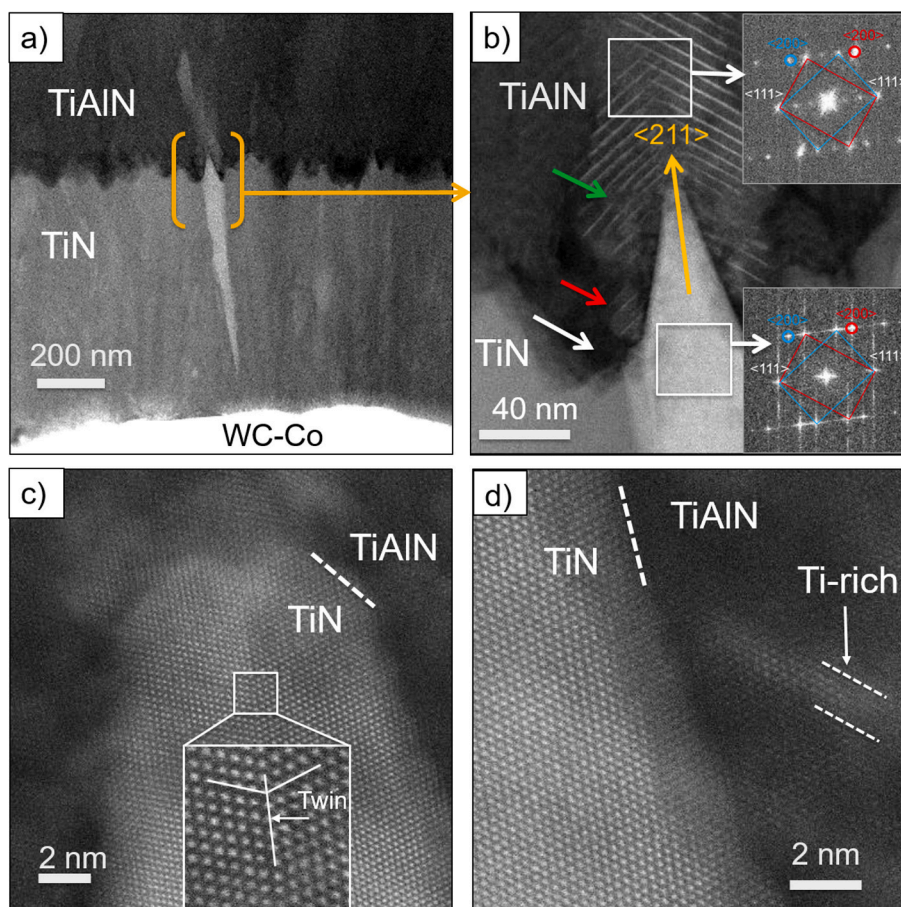 a)
TiAlN
TiN
200 nm
WC-Co
b)
TiAlN
<211>
TiN
40 nm
<200>
<200>
<111>
<111>
<200>
<200>
<111>
<111>
c)
TiAlN
TiN
Twin
2 nm
d)
TiAlN
TiN
Ti-rich
2 nm